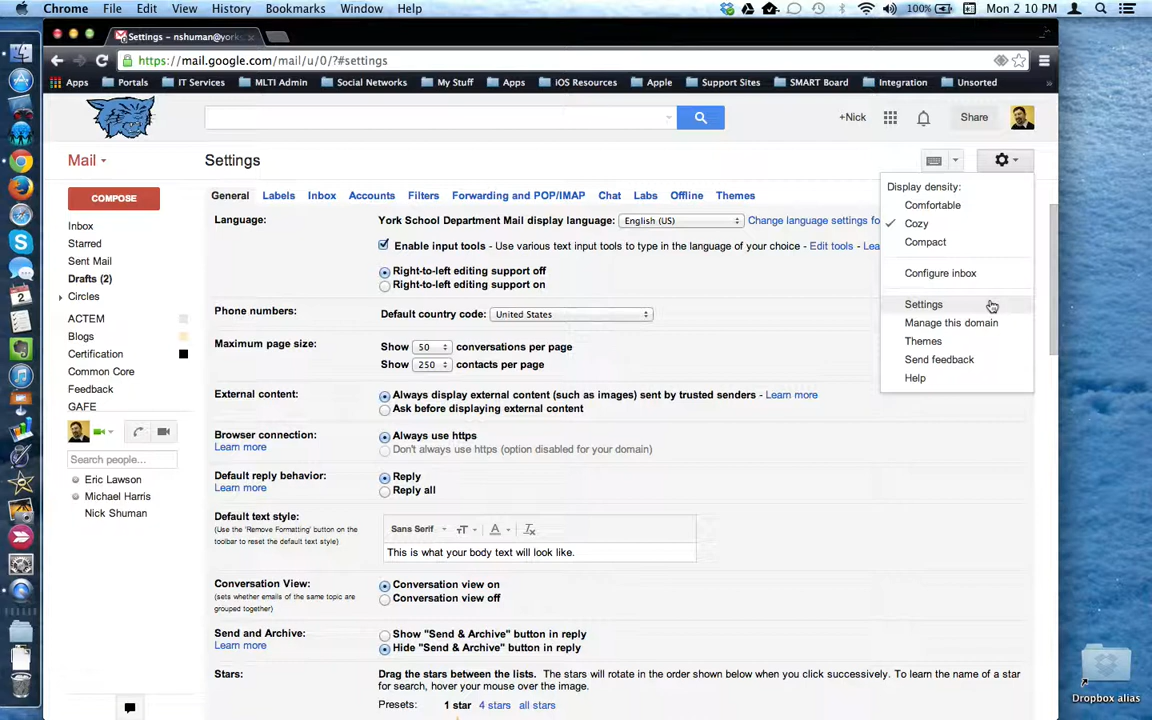 Chrome File Edit View History Bookmarks Window Help 100% Mon 2:10 PM
Settings – nshuman@york
https://mail.google.com/mail/u/0/?#settings
Apps Portals IT Services MLTI Admin Social Networks My Stuff Apps iOS Resources Apple Support Sites SMART Board Integration Unsorted »
+Nick Share
Mail Settings
COMPOSE
General Labels Inbox Accounts Filters Forwarding and POP/IMAP Chat Labs Offline Themes
Inbox
Starred
Sent Mail
Drafts (2)
Circles
ACTEM
Blogs
Certification
Common Core
Feedback
GAFE
Search people...
Eric Lawson
Michael Harris
Nick Shuman
Language:
York School Department Mail display language: English (US) Change language settings fo
Enable input tools - Use various text input tools to type in the language of your choice - Edit tools - Lea
Right-to-left editing support off
Right-to-left editing support on
Phone numbers:
Default country code: United States
Maximum page size:
Show 50 conversations per page
Show 250 contacts per page
External content:
Always display external content (such as images) sent by trusted senders - Learn more
Ask before displaying external content
Browser connection:
Learn more
Always use https
Don't always use https (option disabled for your domain)
Default reply behavior:
Learn more
Reply
Reply all
Default text style:
(Use the 'Remove Formatting' button on the
toolbar to reset the default text style)
Sans Serif
This is what your body text will look like.
Conversation View:
(sets whether emails of the same topic are
grouped together)
Conversation view on
Conversation view off
Send and Archive:
Learn more
Show "Send & Archive" button in reply
Hide "Send & Archive" button in reply
Stars:
Drag the stars between the lists. The stars will rotate in the order shown below when you click successively. To learn the name of a star
for search, hover your mouse over the image.
Presets: 1 star 4 stars all stars
Display density:
Comfortable
Cozy
Compact
Configure inbox
Settings
Manage this domain
Themes
Send feedback
Help
Dropbox alias